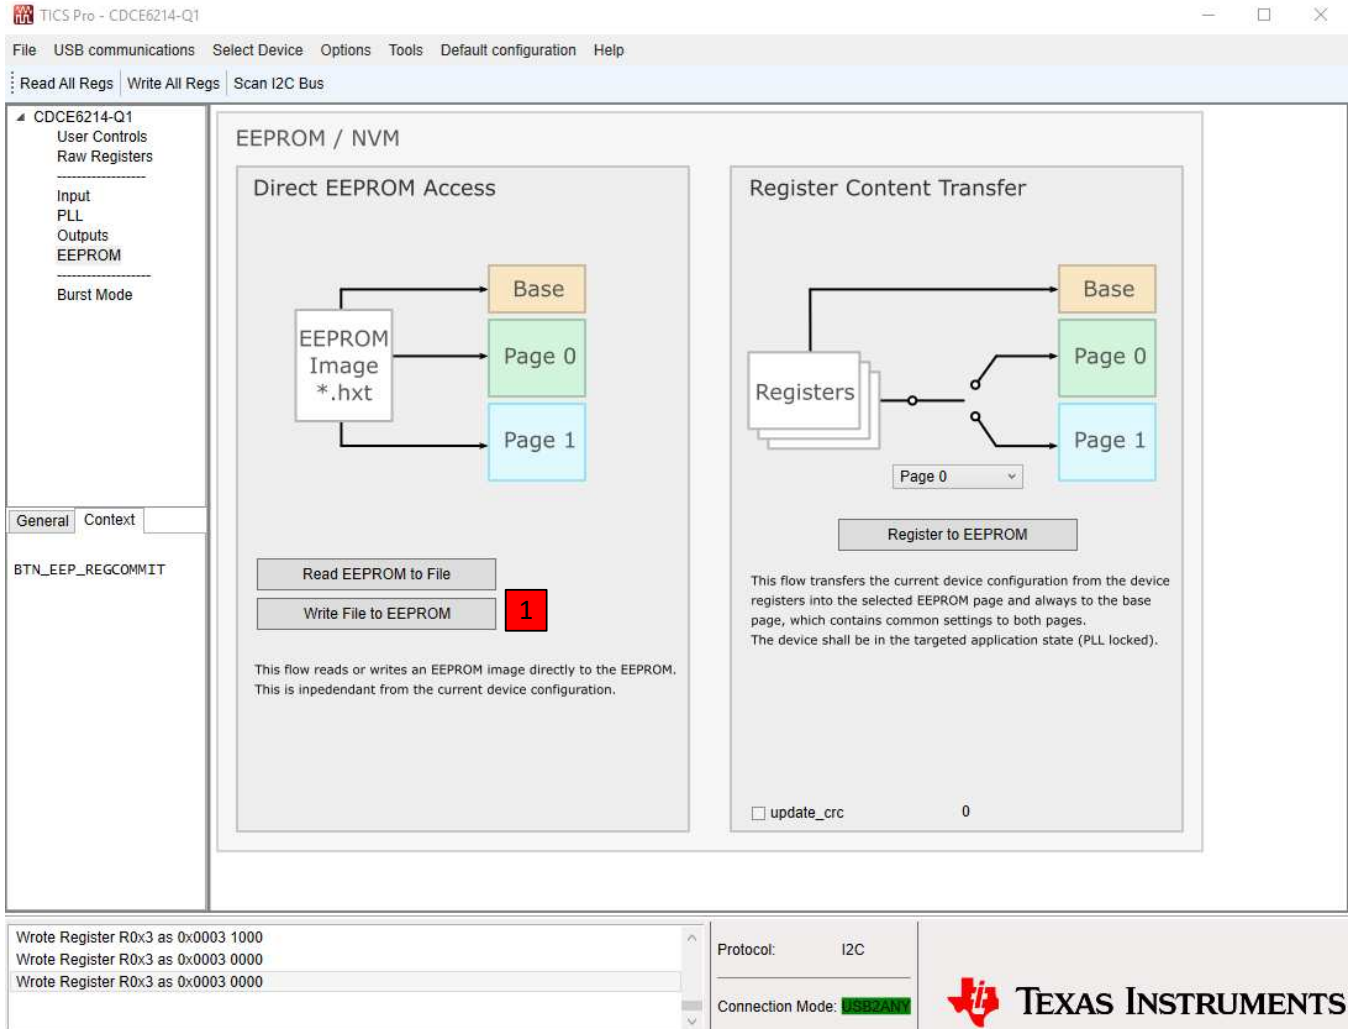 TICS Pro - CDCE6214-Q1
File USB communications Select Device Options Tools Default configuration Help
Read All Regs Write All Regs Scan I2C Bus
CDCE6214-Q1
User Controls
Raw Registers
Input
PLL
Outputs
EEPROM
Burst Mode
General Context
BTN_EEP_REGCOMMIT
EEPROM / NVM
Direct EEPROM Access
Base
EEPROM
Image
*.hxt
Page 0
Page 1
Read EEPROM to File
Write File to EEPROM
1
This flow reads or writes an EEPROM image directly to the EEPROM.
This is inpedendant from the current device configuration.
Register Content Transfer
Base
Registers
Page 0
Page 1
Page 0
Register to EEPROM
This flow transfers the current device configuration from the device
registers into the selected EEPROM page and always to the base
page, which contains common settings to both pages.
The device shall be in the targeted application state (PLL locked).
update_crc 0
Wrote Register R0x3 as 0x0003 1000
Wrote Register R0x3 as 0x0003 0000
Wrote Register R0x3 as 0x0003 0000
Protocol: I2C
Connection Mode: USB2ANY
TEXAS INSTRUMENTS